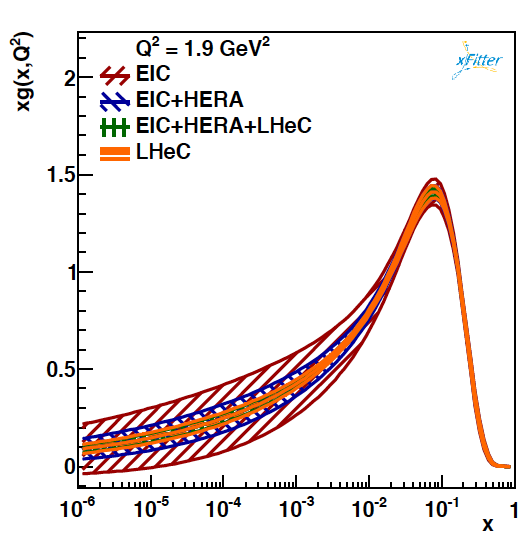 xg(x,Q²)
Q² = 1.9 GeV²
EIC
EIC+HERA
EIC+HERA+LHeC
LHeC
xFitter
2
1.5
1
0.5
0
10⁻⁶ 10⁻⁵ 10⁻⁴ 10⁻³ 10⁻² 10⁻¹ 1
x